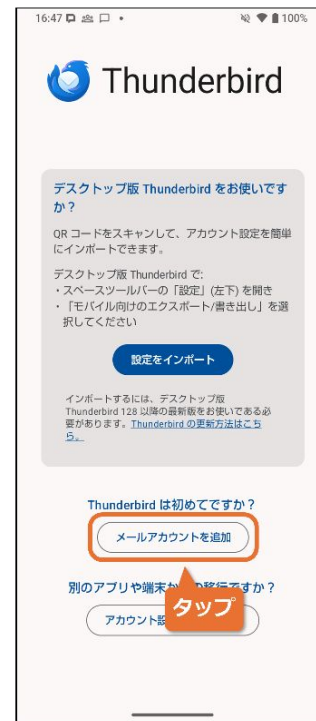 16:47
100%
Thunderbird
デスクトップ版 Thunderbird をお使いです
か？
QR コードをスキャンして、アカウント設定を簡単
にインポートできます。
デスクトップ版 Thunderbird で:
・スペースツールバーの「設定」(左下) を開き
・「モバイル向けのエクスポート/書き出し」を選
択してください
設定をインポート
インポートするには、デスクトップ版
Thunderbird 128 以降の最新版をお使いである必
要があります。Thunderbird の更新方法はこち
ら。
Thunderbird は初めてですか？
メールアカウントを追加
別のアプリや端末か の移行ですか？
タップ
アカウント設